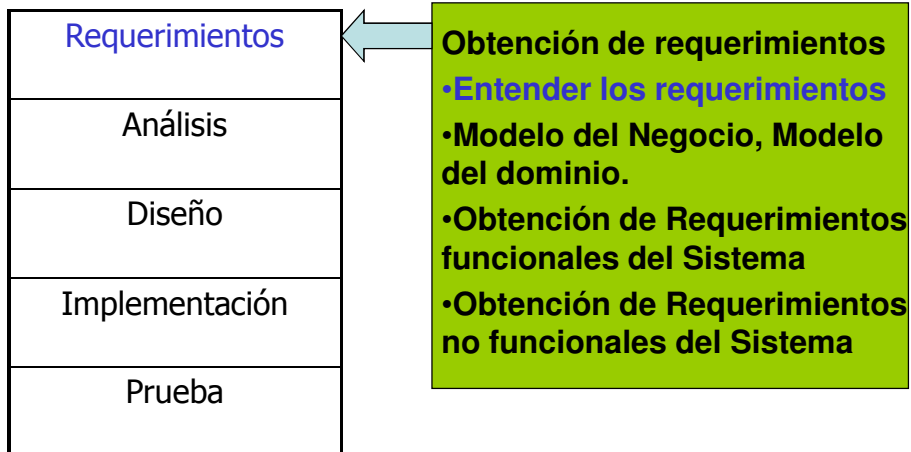 Requerimientos
Análisis
Diseño
Implementación
Prueba
Obtención de requerimientos
•Entender los requerimientos
•Modelo del Negocio, Modelo
del dominio.
•Obtención de Requerimientos
funcionales del Sistema
•Obtención de Requerimientos
no funcionales del Sistema